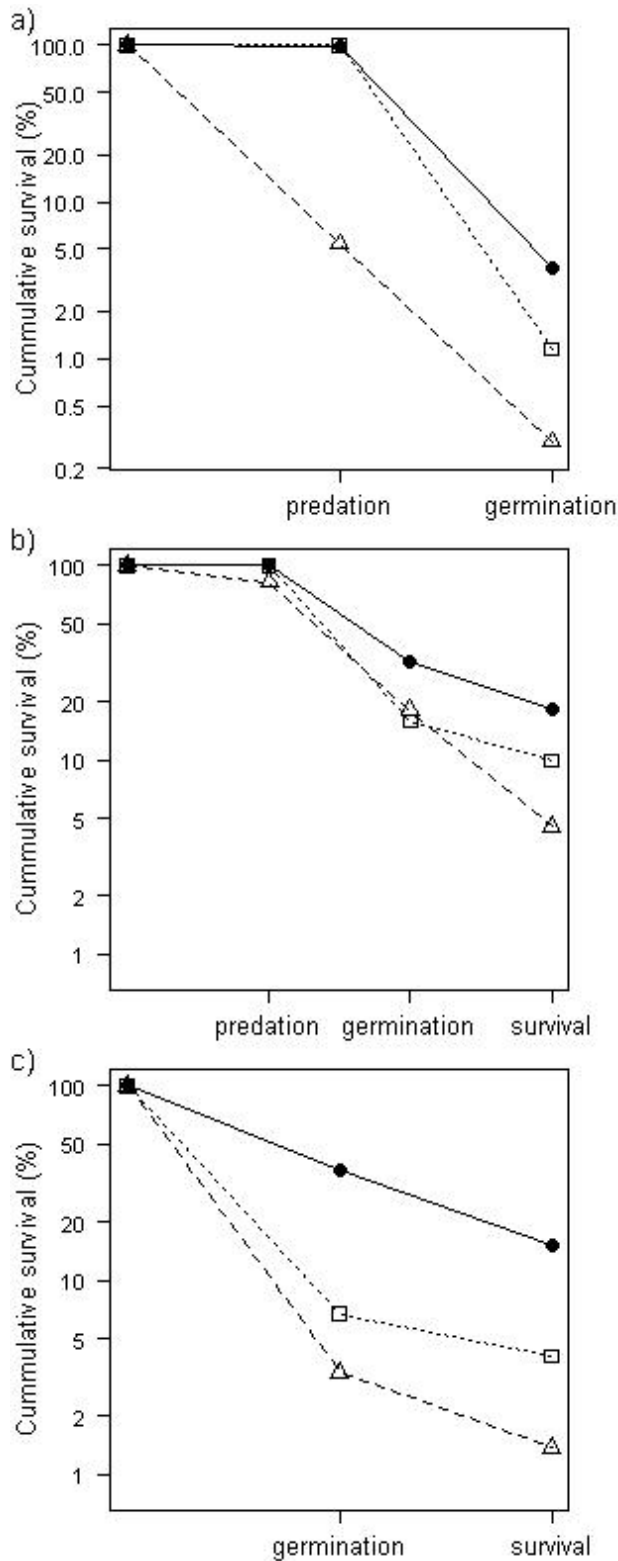 a)
Cummulative survival (%)
100.0
50.0
20.0
10.0
5.0
2.0
1.0
0.5
0.2
predation germination
b)
Cummulative survival (%)
100
50
20
10
5
2
1
predation germination survival
c)
Cummulative survival (%)
100
50
20
10
5
2
1
germination survival